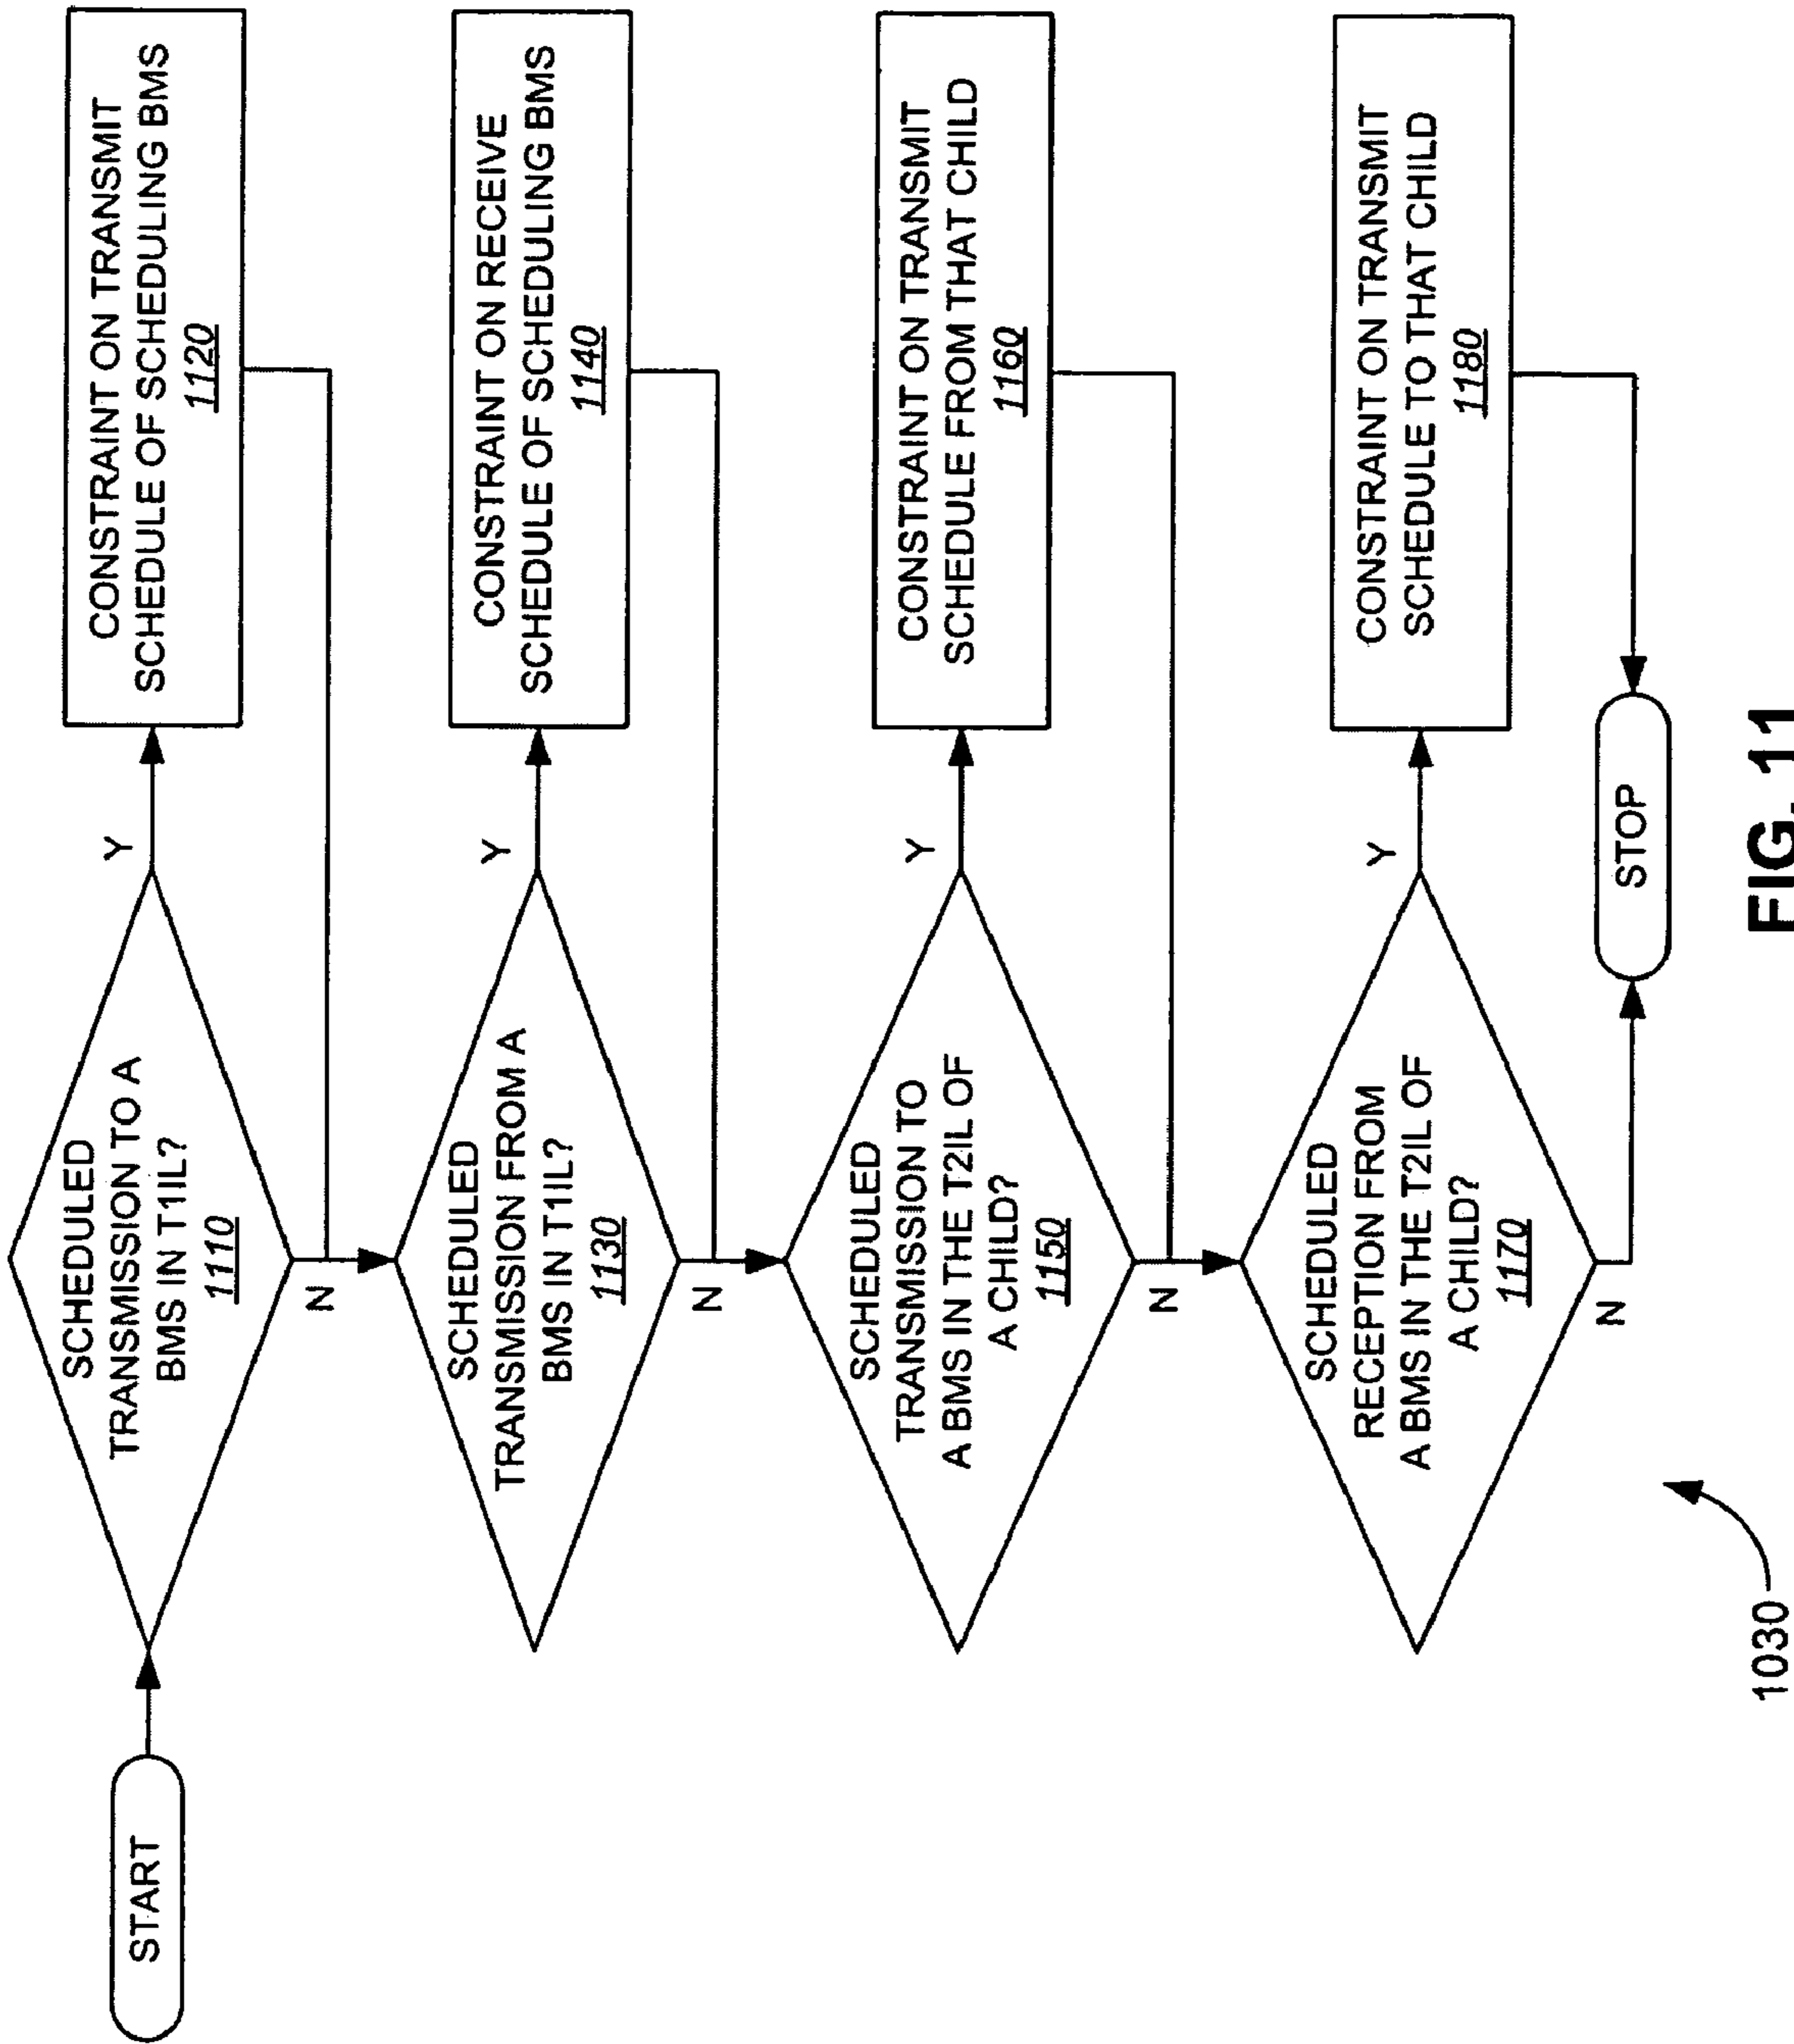 START
SCHEDULED
TRANSMISSION TO A
BMS IN T1IL?
1110
Y
CONSTRAINT ON TRANSMIT
SCHEDULE OF SCHEDULING BMS
1120
N
SCHEDULED
TRANSMISSION FROM A
BMS IN T1IL?
1130
Y
CONSTRAINT ON RECEIVE
SCHEDULE OF SCHEDULING BMS
1140
N
SCHEDULED
TRANSMISSION TO
A BMS IN THE T2IL OF
A CHILD?
1150
Y
CONSTRAINT ON TRANSMIT
SCHEDULE FROM THAT CHILD
1160
N
SCHEDULED
RECEPTION FROM
A BMS IN THE T2IL OF
A CHILD?
1170
Y
CONSTRAINT ON TRANSMIT
SCHEDULE TO THAT CHILD
1180
N
STOP
1030
FIG. 11